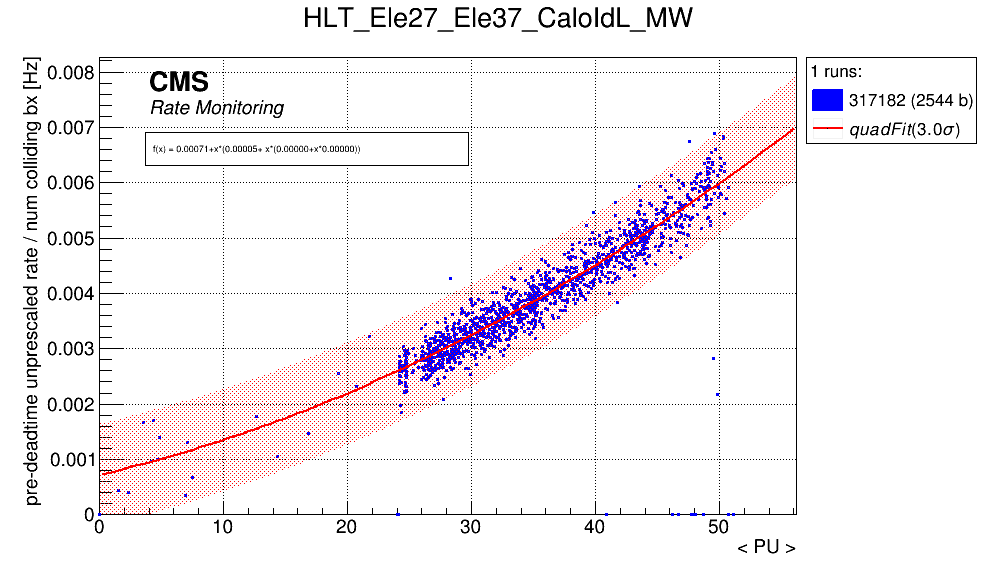 HLT_Ele27_Ele37_CaloIdL_MW
pre-deadtime unprescaled rate / num colliding bx [Hz]
0.008
0.007
0.006
0.005
0.004
0.003
0.002
0.001
0
CMS
Rate Monitoring
f(x) = 0.00071+x*(0.00005+ x*(0.00000+x*0.00000))
1 runs:
317182 (2544 b)
quadFit(3.0σ)
0 10 20 30 40 50
< PU >